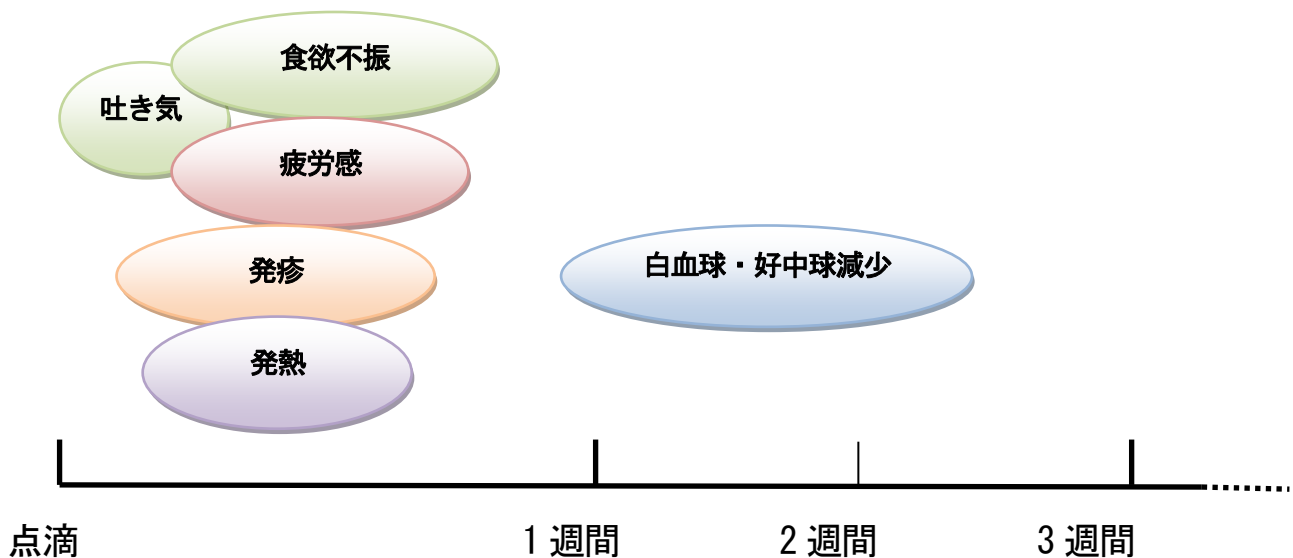 食欲不振
吐き気
疲労感
発疹
白血球・好中球減少
発熱
点滴
1 週間
2 週間
3 週間